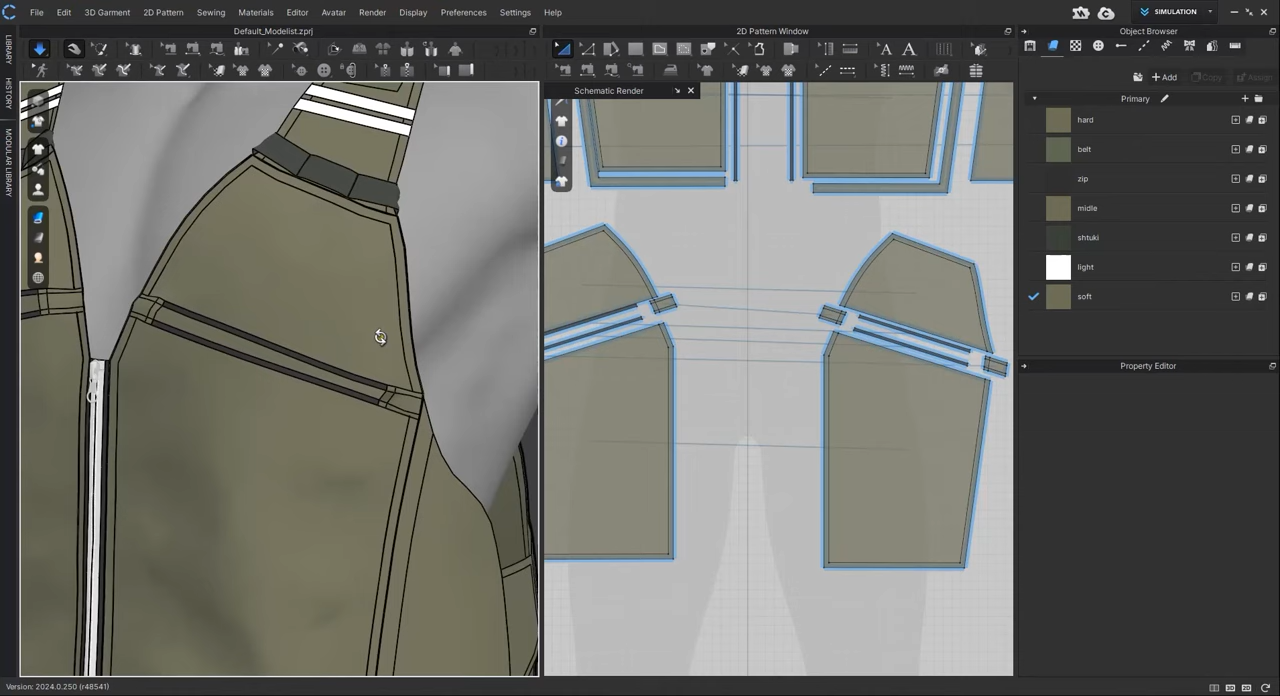 File Edit 3D Garment 2D Pattern Sewing Materials Editor Avatar Render Display Preferences Settings Help
SIMULATION
Default_Modelist.zprj
2D Pattern Window
Object Browser
LIBRARY
HISTORY
MODULAR LIBRARY
Schematic Render
Add
Copy
Assign
Primary
hard
belt
zip
midle
shtuki
light
soft
Property Editor
Version: 2024.0.250 (r48541)
3D
2D